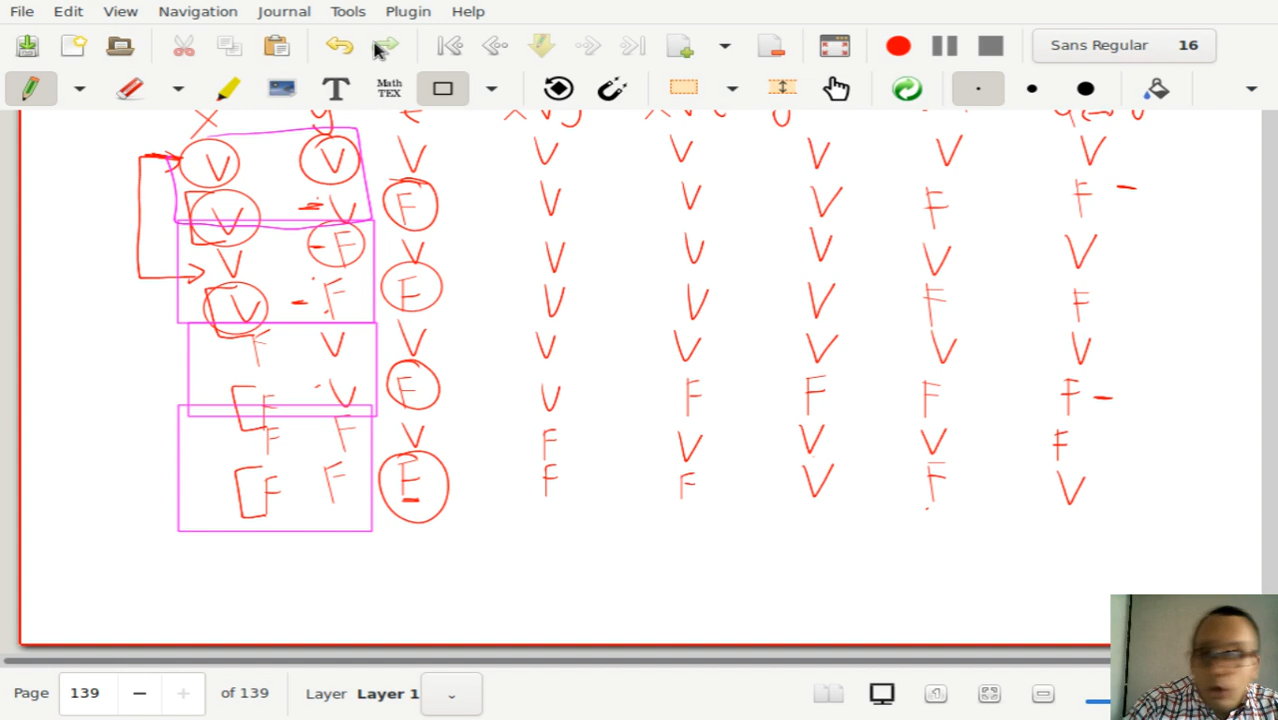 File Edit View Navigation Journal Tools Plugin Help
Sans Regular 16
T Math TEX
x y
V V V V V V V V
V V F V V V F F
V F V V V V V V
V F F V V V F F
F V V V V V V V
F V F V F F F F
F F V F V V V F
F F F F F V F V
Page 139 of 139 Layer Layer 1